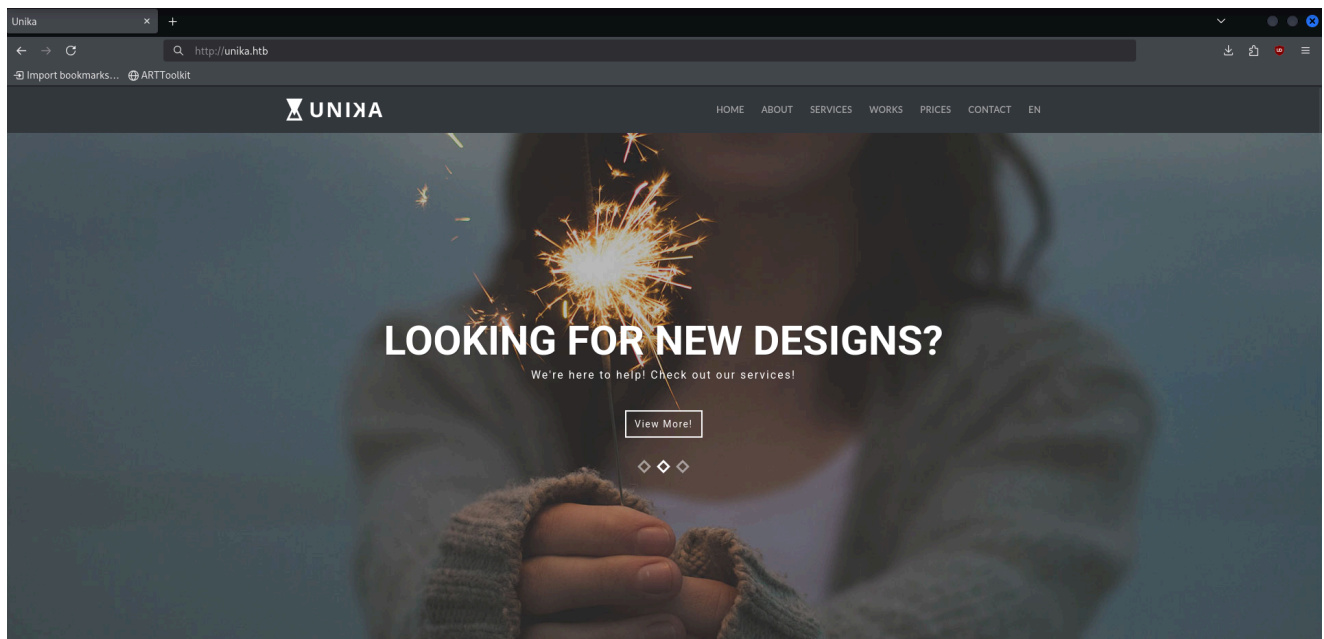 Unika × +
http://unika.htb
Import bookmarks... ARTToolkit
UNIKA HOME ABOUT SERVICES WORKS PRICES CONTACT EN
LOOKING FOR NEW DESIGNS?
We're here to help! Check out our services!
View More!